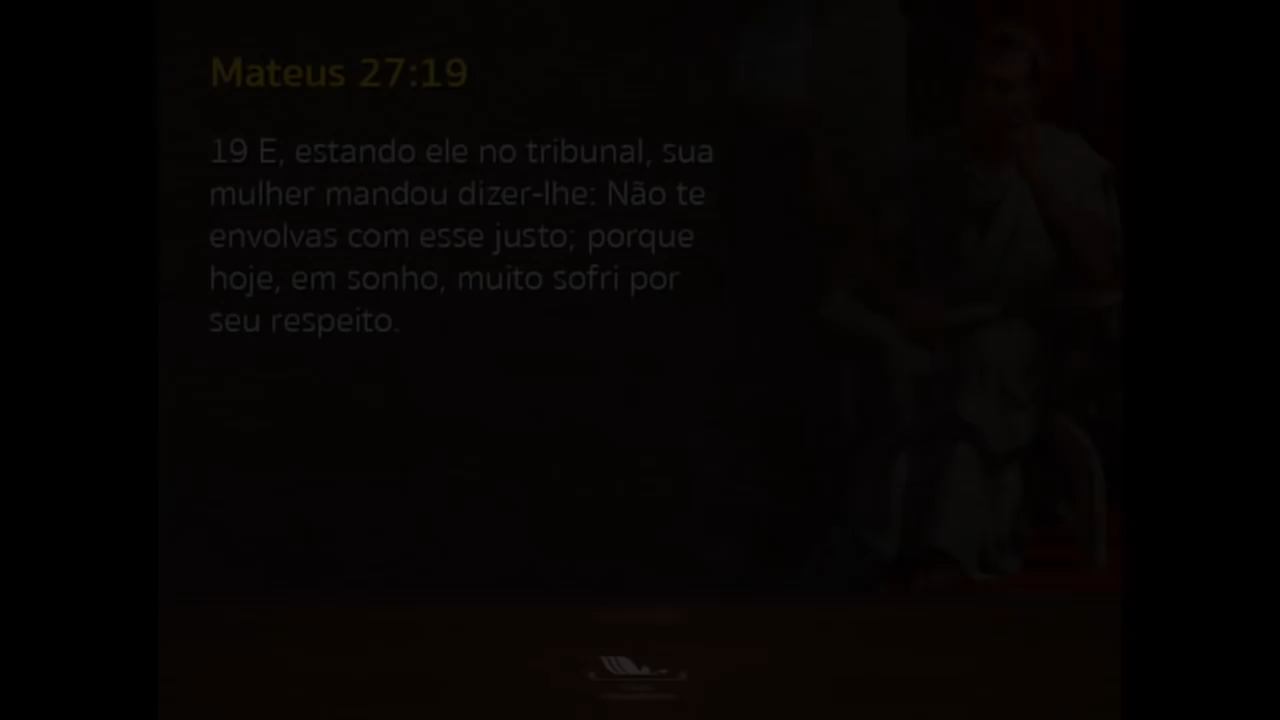 Mateus 27:19
19 E, estando ele no tribunal, sua
mulher mandou dizer-lhe: Não te
envolvas com esse justo; porque
hoje, em sonho, muito sofri por
seu respeito.